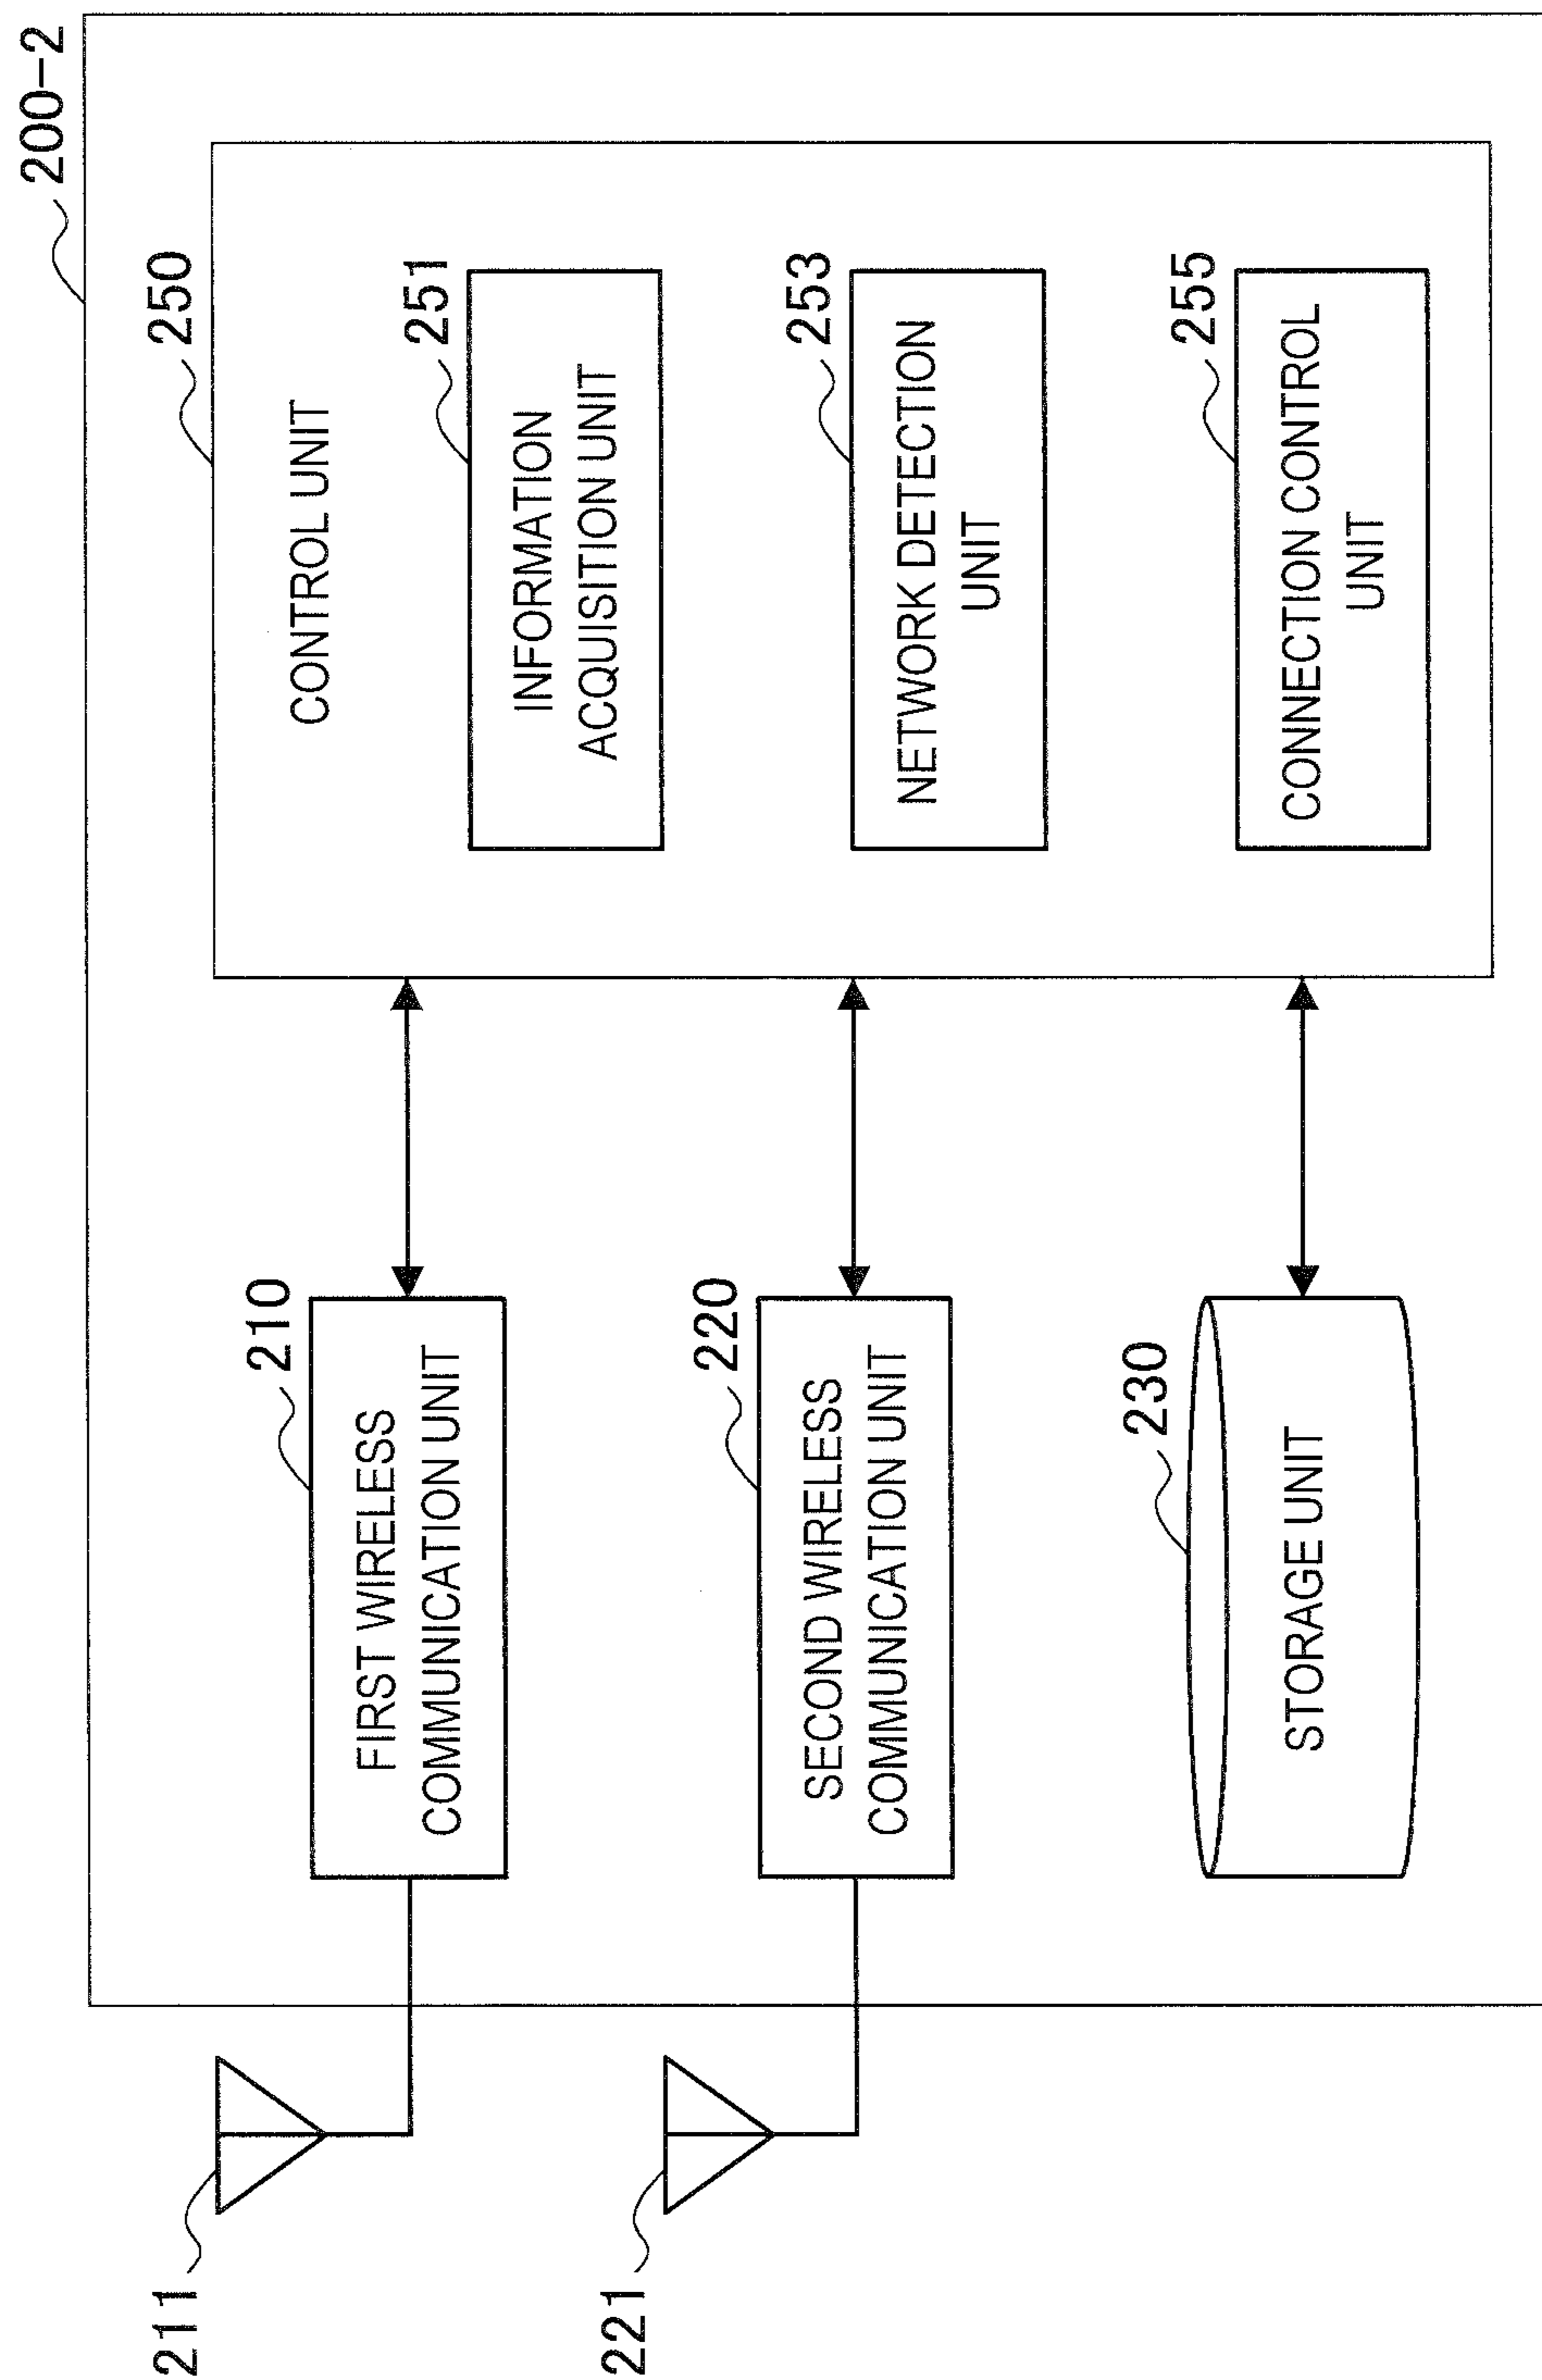 200-2
250
CONTROL UNIT
211
210
FIRST WIRELESS
COMMUNICATION UNIT
251
INFORMATION
ACQUISITION UNIT
221
220
SECOND WIRELESS
COMMUNICATION UNIT
253
NETWORK DETECTION
UNIT
230
STORAGE UNIT
255
CONNECTION CONTROL
UNIT